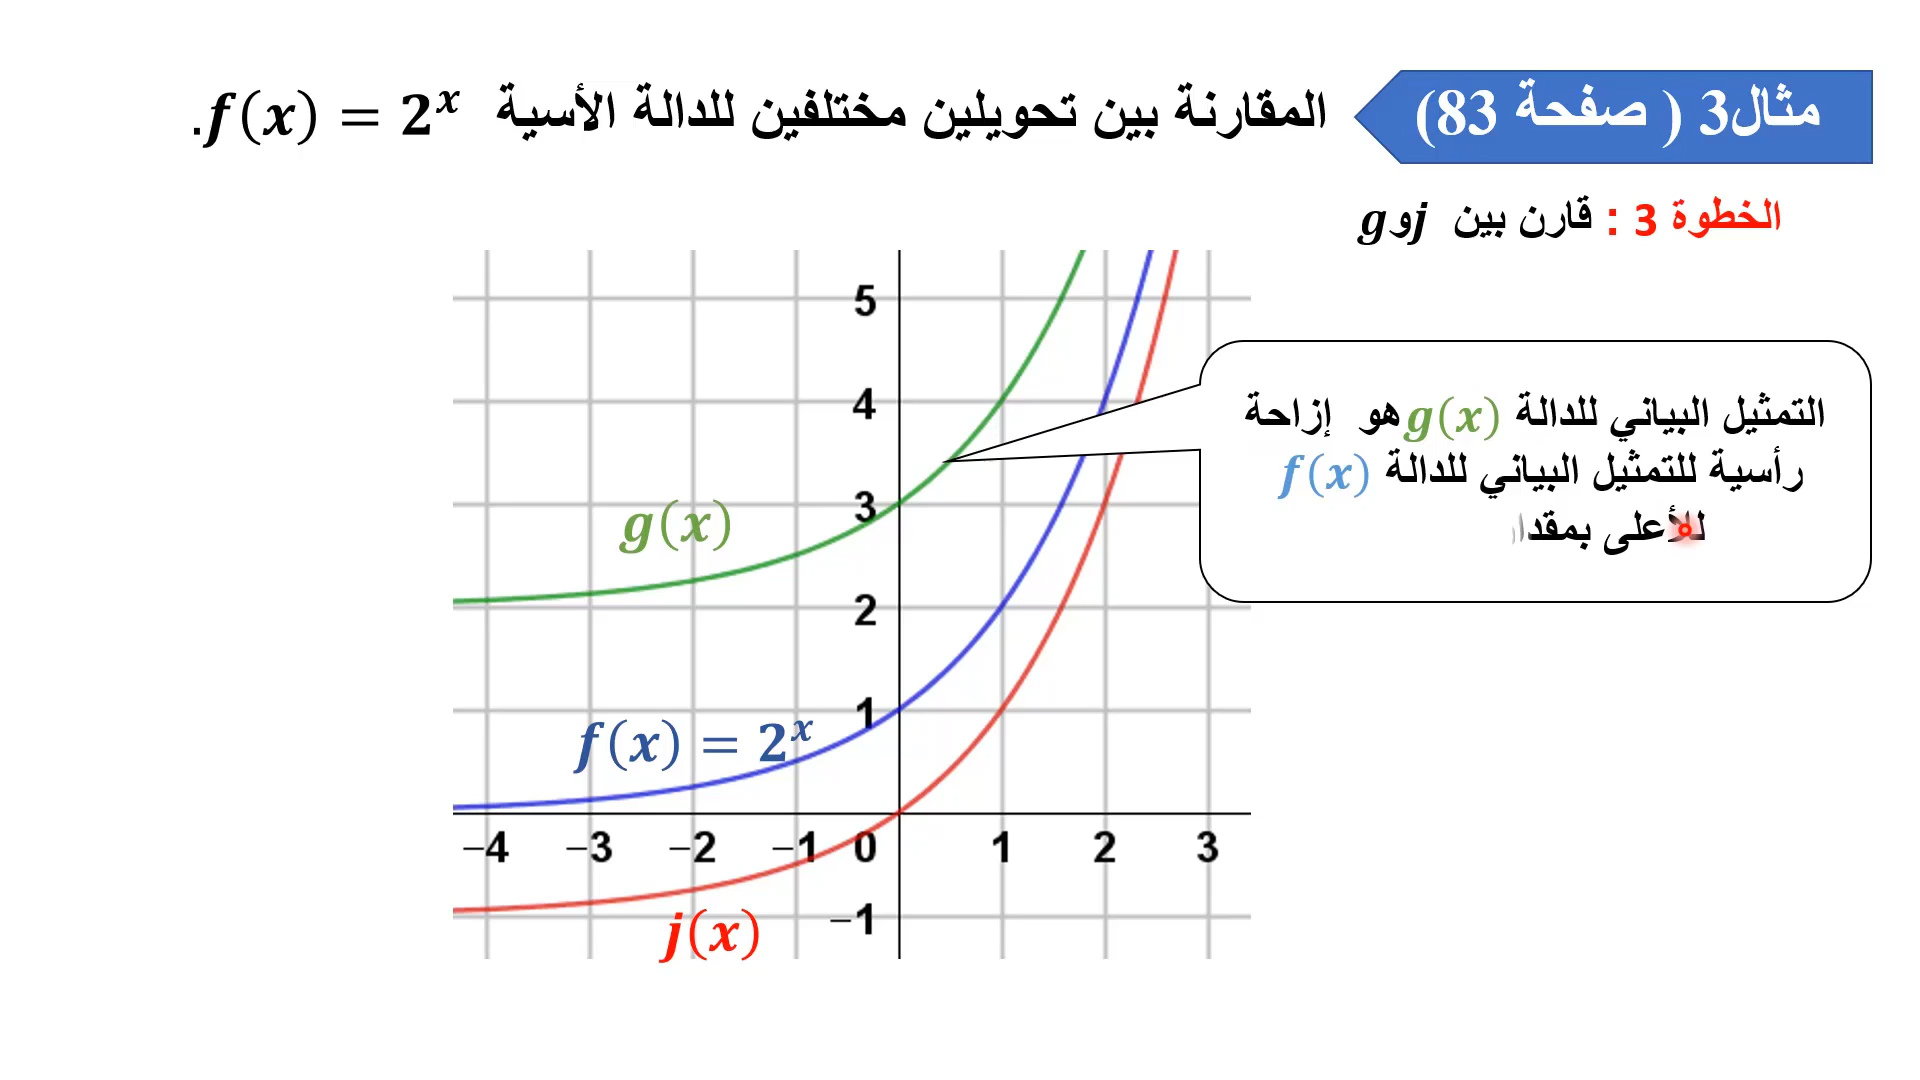 مثال3 ( صفحة 83)
المقارنة بين تحويلين مختلفين للدالة الأسية f(x) = 2^x.
الخطوة 3 : قارن بين j وg
5
4
التمثيل البياني للدالة g(x) هو إزاحة
رأسية للتمثيل البياني للدالة f(x)
للأعلى بمقدار
3
g(x)
2
1
f(x) = 2^x
−4 −3 −2 −1 0 1 2 3
−1
j(x)